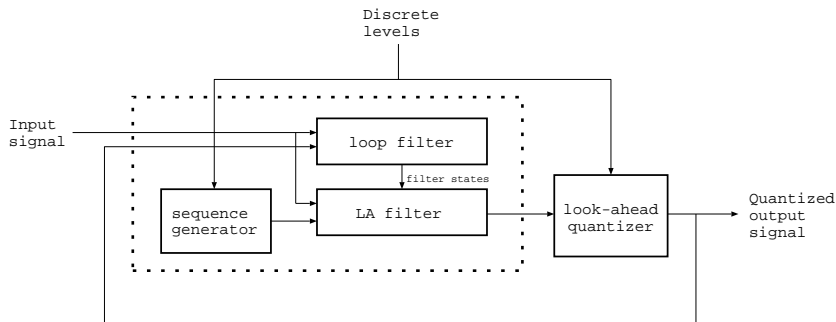 Discrete
levels
Input
signal
loop filter
filter states
sequence
generator
LA filter
look-ahead
quantizer
Quantized
output
signal